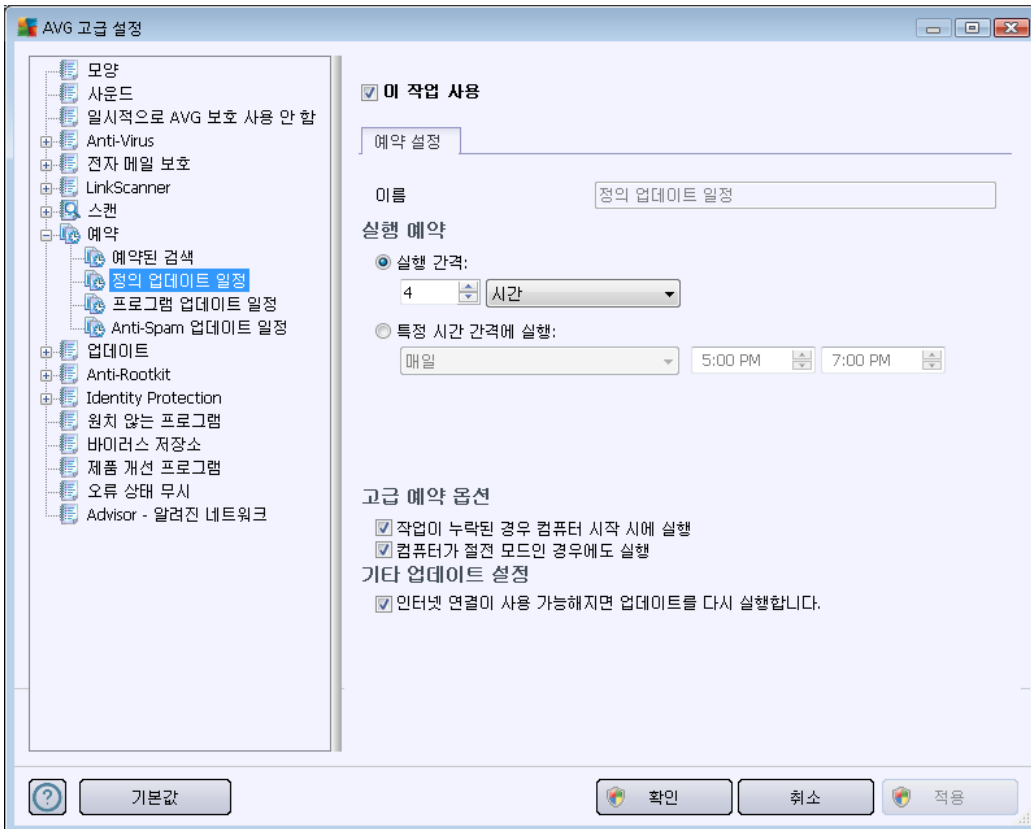 AVG 고급 설정
모양
사운드
일시적으로 AVG 보호 사용 안 함
Anti-Virus
전자 메일 보호
LinkScanner
스캔
예약
예약된 검색
정의 업데이트 일정
프로그램 업데이트 일정
Anti-Spam 업데이트 일정
업데이트
Anti-Rootkit
Identity Protection
원치 않는 프로그램
바이러스 저장소
제품 개선 프로그램
오류 상태 무시
Advisor - 알려진 네트워크
이 작업 사용
예약 설정
이름 정의 업데이트 일정
실행 예약
실행 간격:
4 시간
특정 시간 간격에 실행:
매일 5:00 PM 7:00 PM
고급 예약 옵션
작업이 누락된 경우 컴퓨터 시작 시에 실행
컴퓨터가 절전 모드인 경우에도 실행
기타 업데이트 설정
인터넷 연결이 사용 가능해지면 업데이트를 다시 실행합니다.
기본값 확인 취소 적용